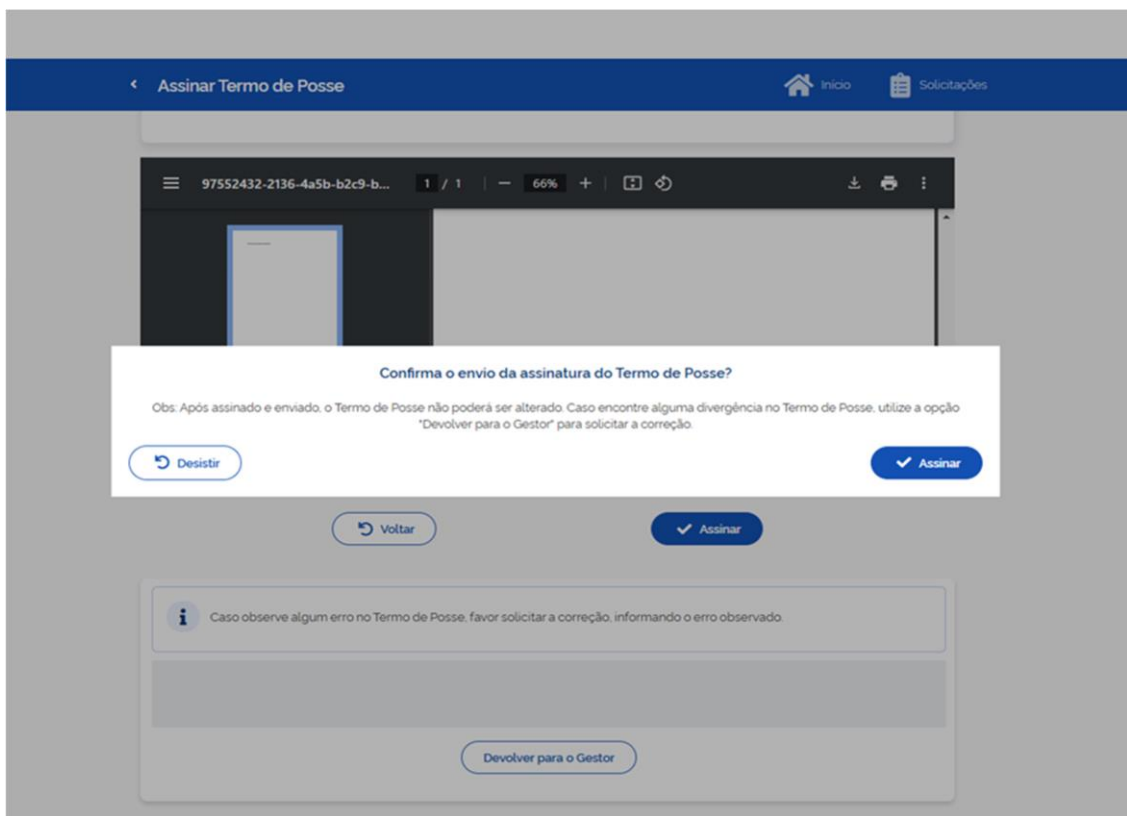 Assinar Termo de Posse
Início
Solicitações
97552432-2136-4a5b-b2c9-b...
1 / 1
66%
Confirma o envio da assinatura do Termo de Posse?
Obs: Após assinado e enviado, o Termo de Posse não poderá ser alterado. Caso encontre alguma divergência no Termo de Posse, utilize a opção
"Devolver para o Gestor" para solicitar a correção.
Desistir
Assinar
Voltar
Assinar
Caso observe algum erro no Termo de Posse, favor solicitar a correção, informando o erro observado.
Devolver para o Gestor